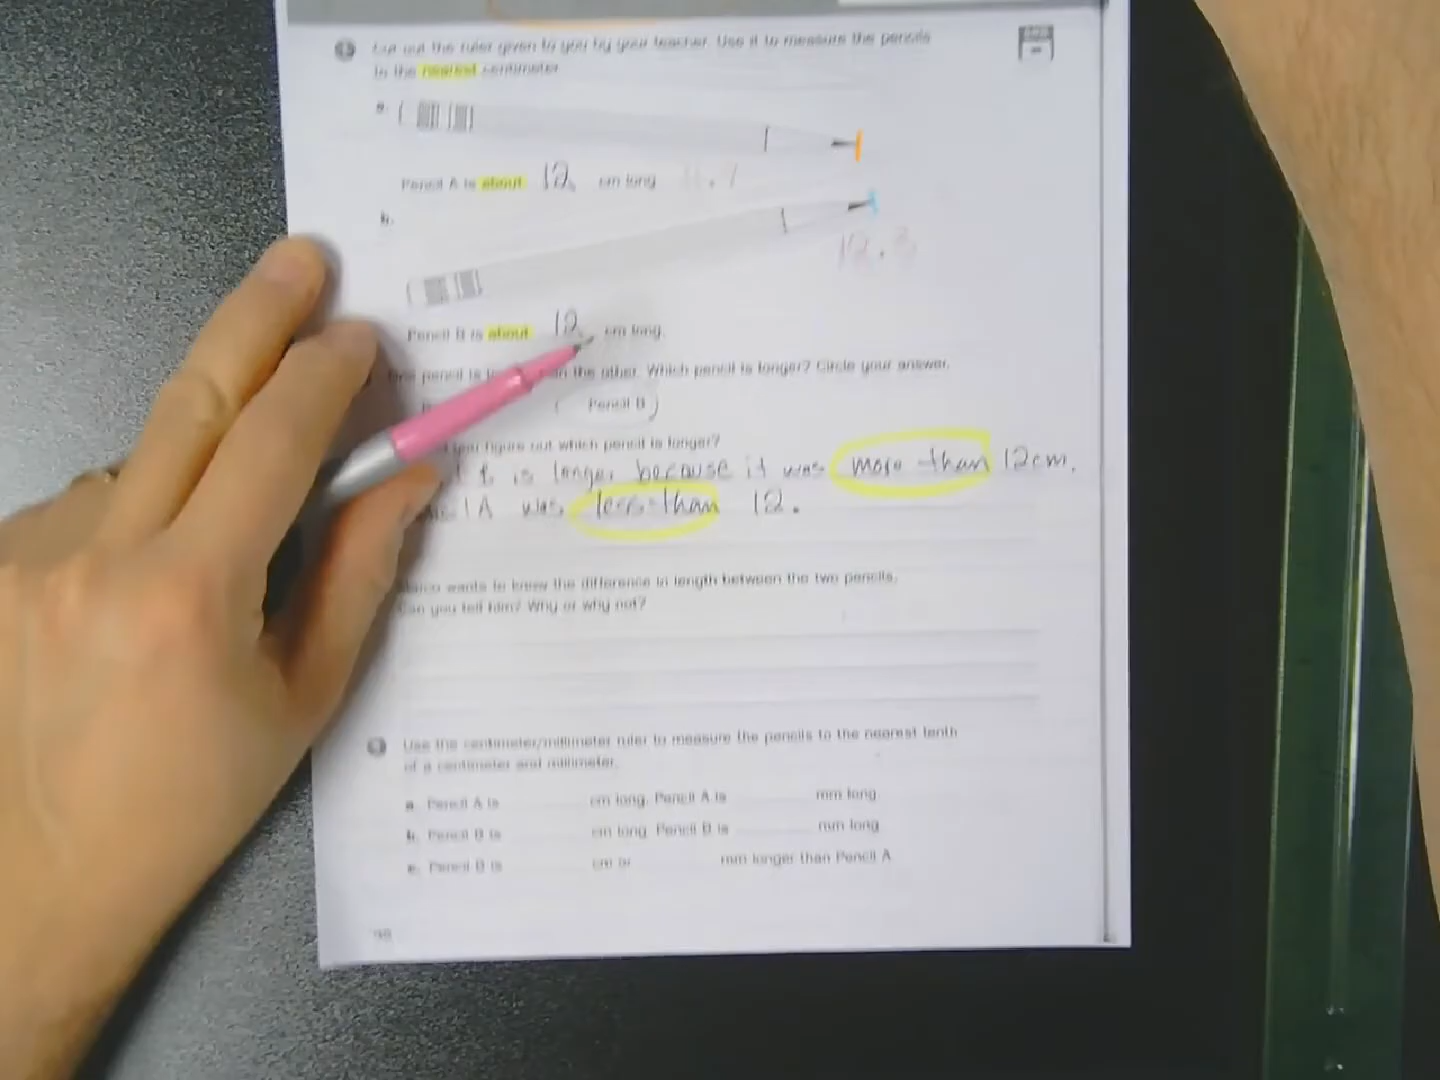 Cut out the ruler given to you by your teacher. Use it to measure the pencils
to the nearest centimeter
a.
Pencil A is about 12 cm long 11.7
b.
12.3
Pencil B is about 12 cm long.
pencil is the other. Which pencil is longer? Circle your answer.
Pencil B
you figure out which pencil is longer?
is longer because it was more than 12cm.
A was less than 12.
wants to know the difference in length between the two pencils.
Can you tell him? Why or why not?
Use the centimeter/millimeter ruler to measure the pencils to the nearest tenth
of a centimeter and millimeter.
a. Pencil A is cm long. Pencil A is mm long
b. Pencil B is cm long. Pencil B is mm long
c. Pencil B is cm or mm longer than Pencil A